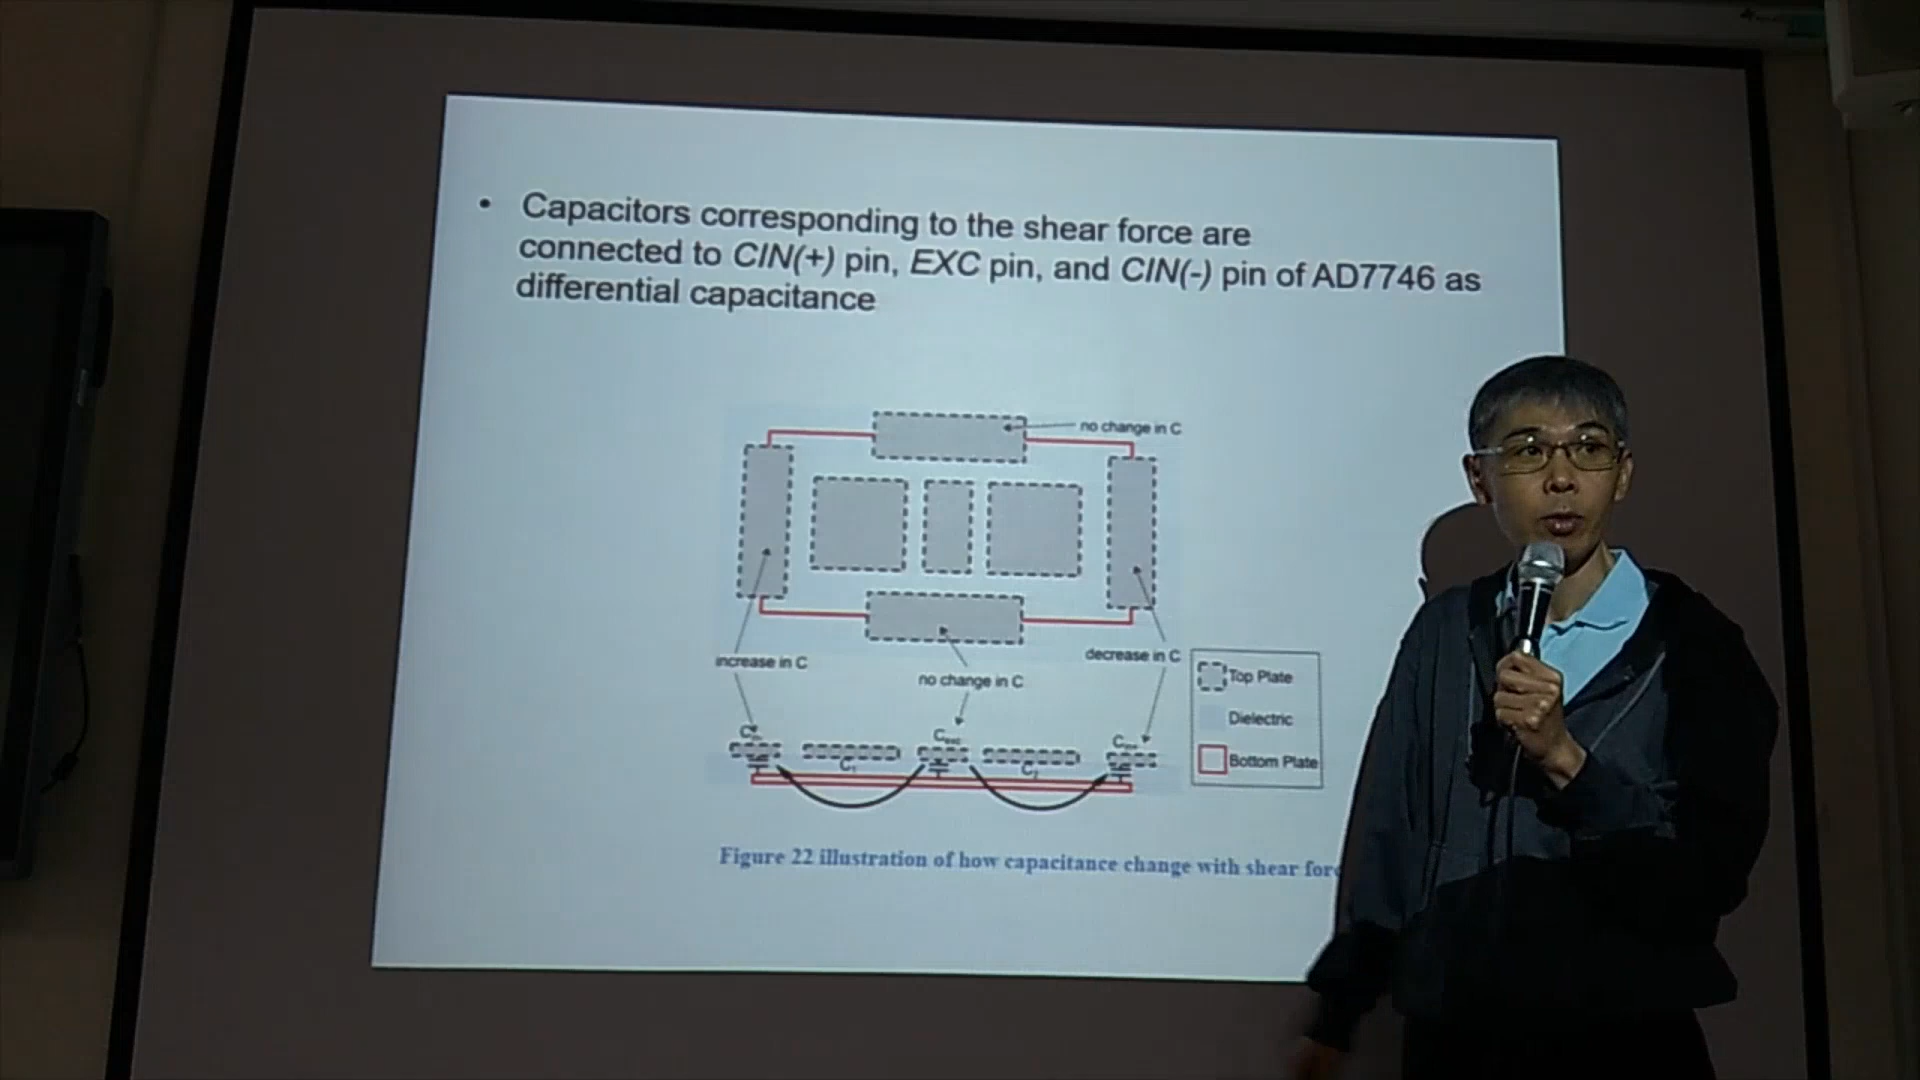 • Capacitors corresponding to the shear force are
connected to CIN(+) pin, EXC pin, and CIN(-) pin of AD7746 as
differential capacitance
no change in C
increase in C
no change in C
decrease in C
Top Plate
Dielectric
Bottom Plate
C₁
C₂
Figure 22 illustration of how capacitance change with shear